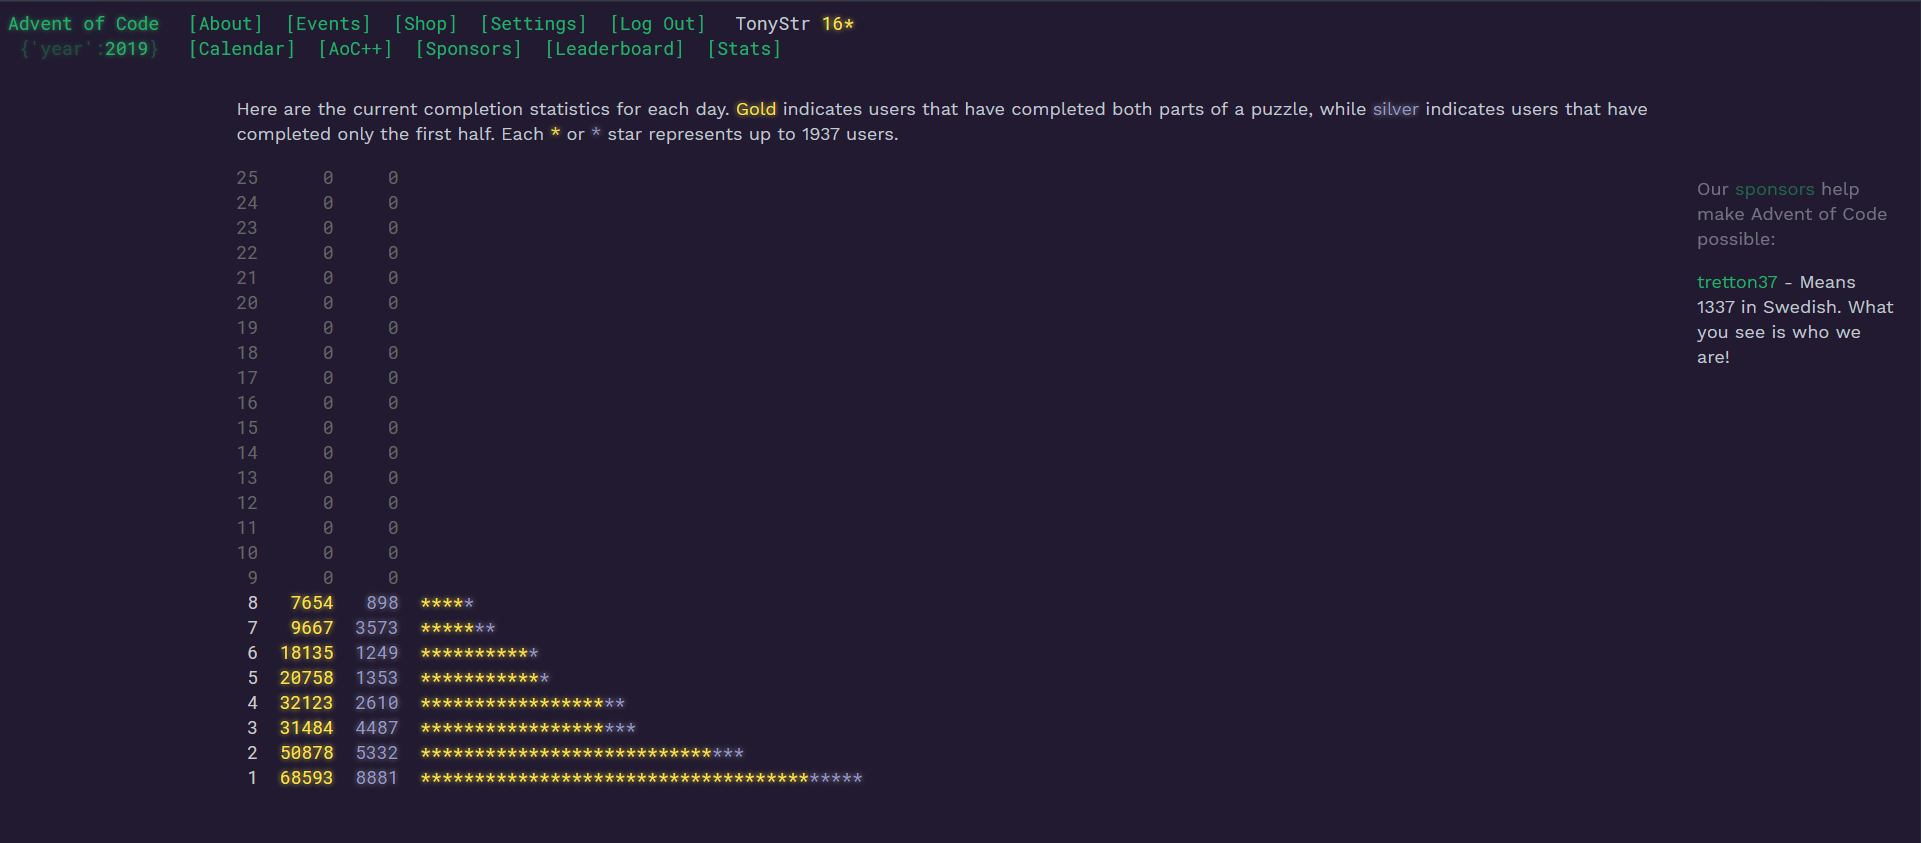 Advent of Code [About] [Events] [Shop] [Settings] [Log Out] TonyStr 16*
{'year':2019} [Calendar] [AoC++] [Sponsors] [Leaderboard] [Stats]
Here are the current completion statistics for each day. Gold indicates users that have completed both parts of a puzzle, while silver indicates users that have
completed only the first half. Each * or * star represents up to 1937 users.
25 0 0
24 0 0
23 0 0
22 0 0
21 0 0
20 0 0
19 0 0
18 0 0
17 0 0
16 0 0
15 0 0
14 0 0
13 0 0
12 0 0
11 0 0
10 0 0
9 0 0
8 7654 898 *****
7 9667 3573 *******
6 18135 1249 ***********
5 20758 1353 ************
4 32123 2610 *******************
3 31484 4487 ********************
2 50878 5332 ******************************
1 68593 8881 *****************************************
Our sponsors help
make Advent of Code
possible:
tretton37 - Means
1337 in Swedish. What
you see is who we
are!